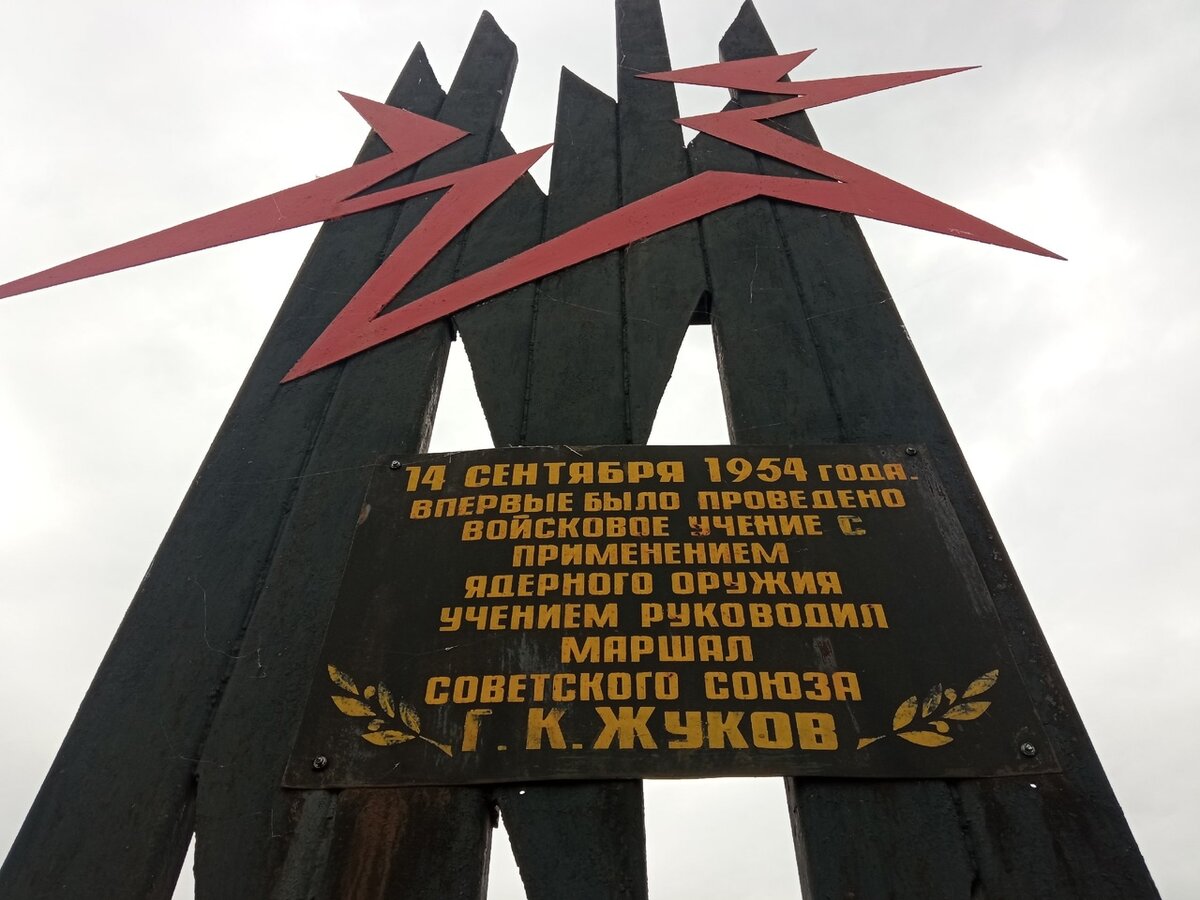 14 СЕНТЯБРЯ 1954 ГОДА.
ВПЕРВЫЕ БЫЛО ПРОВЕДЕНО
ВОЙСКОВОЕ УЧЕНИЕ С
ПРИМЕНЕНИЕМ
ЯДЕРНОГО ОРУЖИЯ
УЧЕНИЕМ РУКОВОДИЛ
МАРШАЛ
СОВЕТСКОГО СОЮЗА
Г. К. ЖУКОВ